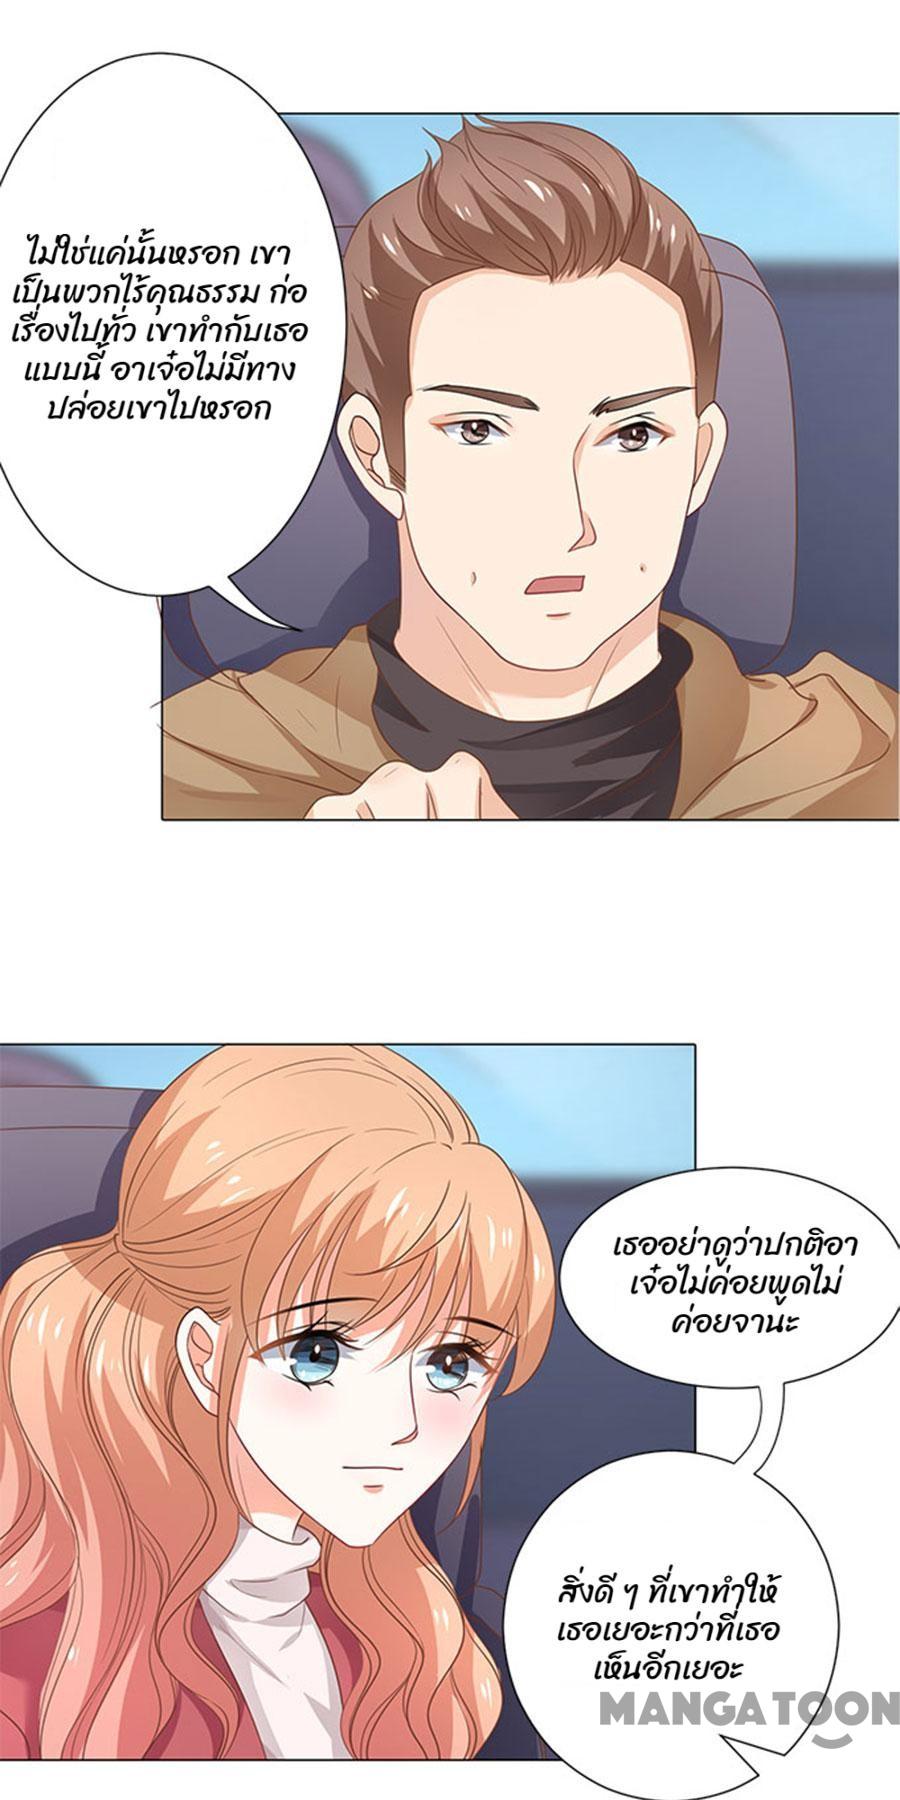 ไม่ใช่แค่นั้นหรอก เขา
เป็นพวกไร้คุณธรรม ก่อ
เรื่องไปทั่ว เขาทำกับเธอ
แบบนี้ อาเจ๋อไม่มีทาง
ปล่อยเขาไปหรอก
เธออย่าดูว่าปกติอา
เจ๋อไม่ค่อยพูดไม่
ค่อยจานะ
สิ่งดี ๆ ที่เขาทำให้
เธอเยอะกว่าที่เธอ
เห็นอีกเยอะ
MANGATOON